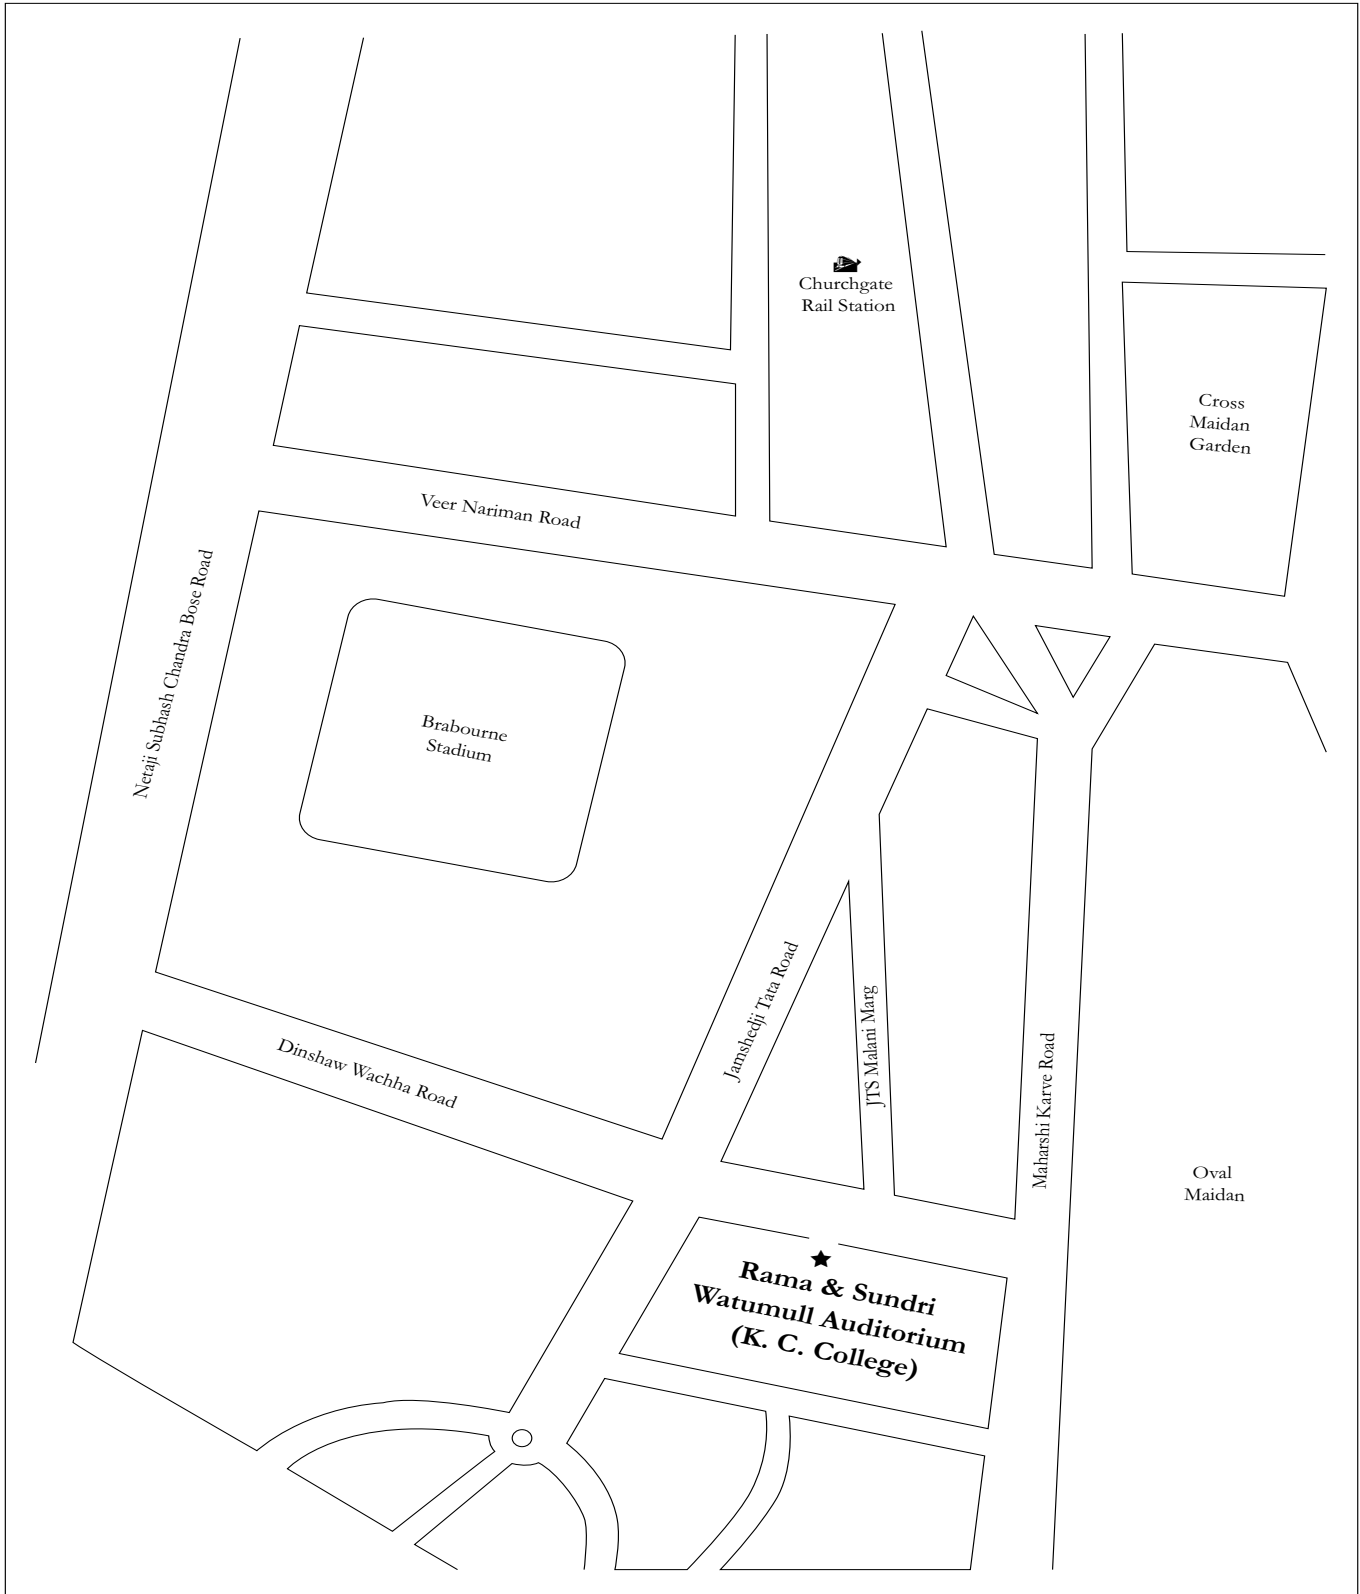 Churchgate
Rail Station
Cross
Maidan
Garden
Veer Nariman Road
Netaji Subhash Chandra Bose Road
Brabourne
Stadium
Jamshedji Tata Road
JTS Malani Marg
Dinshaw Wachha Road
Maharshi Karve Road
Oval
Maidan
Rama & Sundri
Watumull Auditorium
(K. C. College)